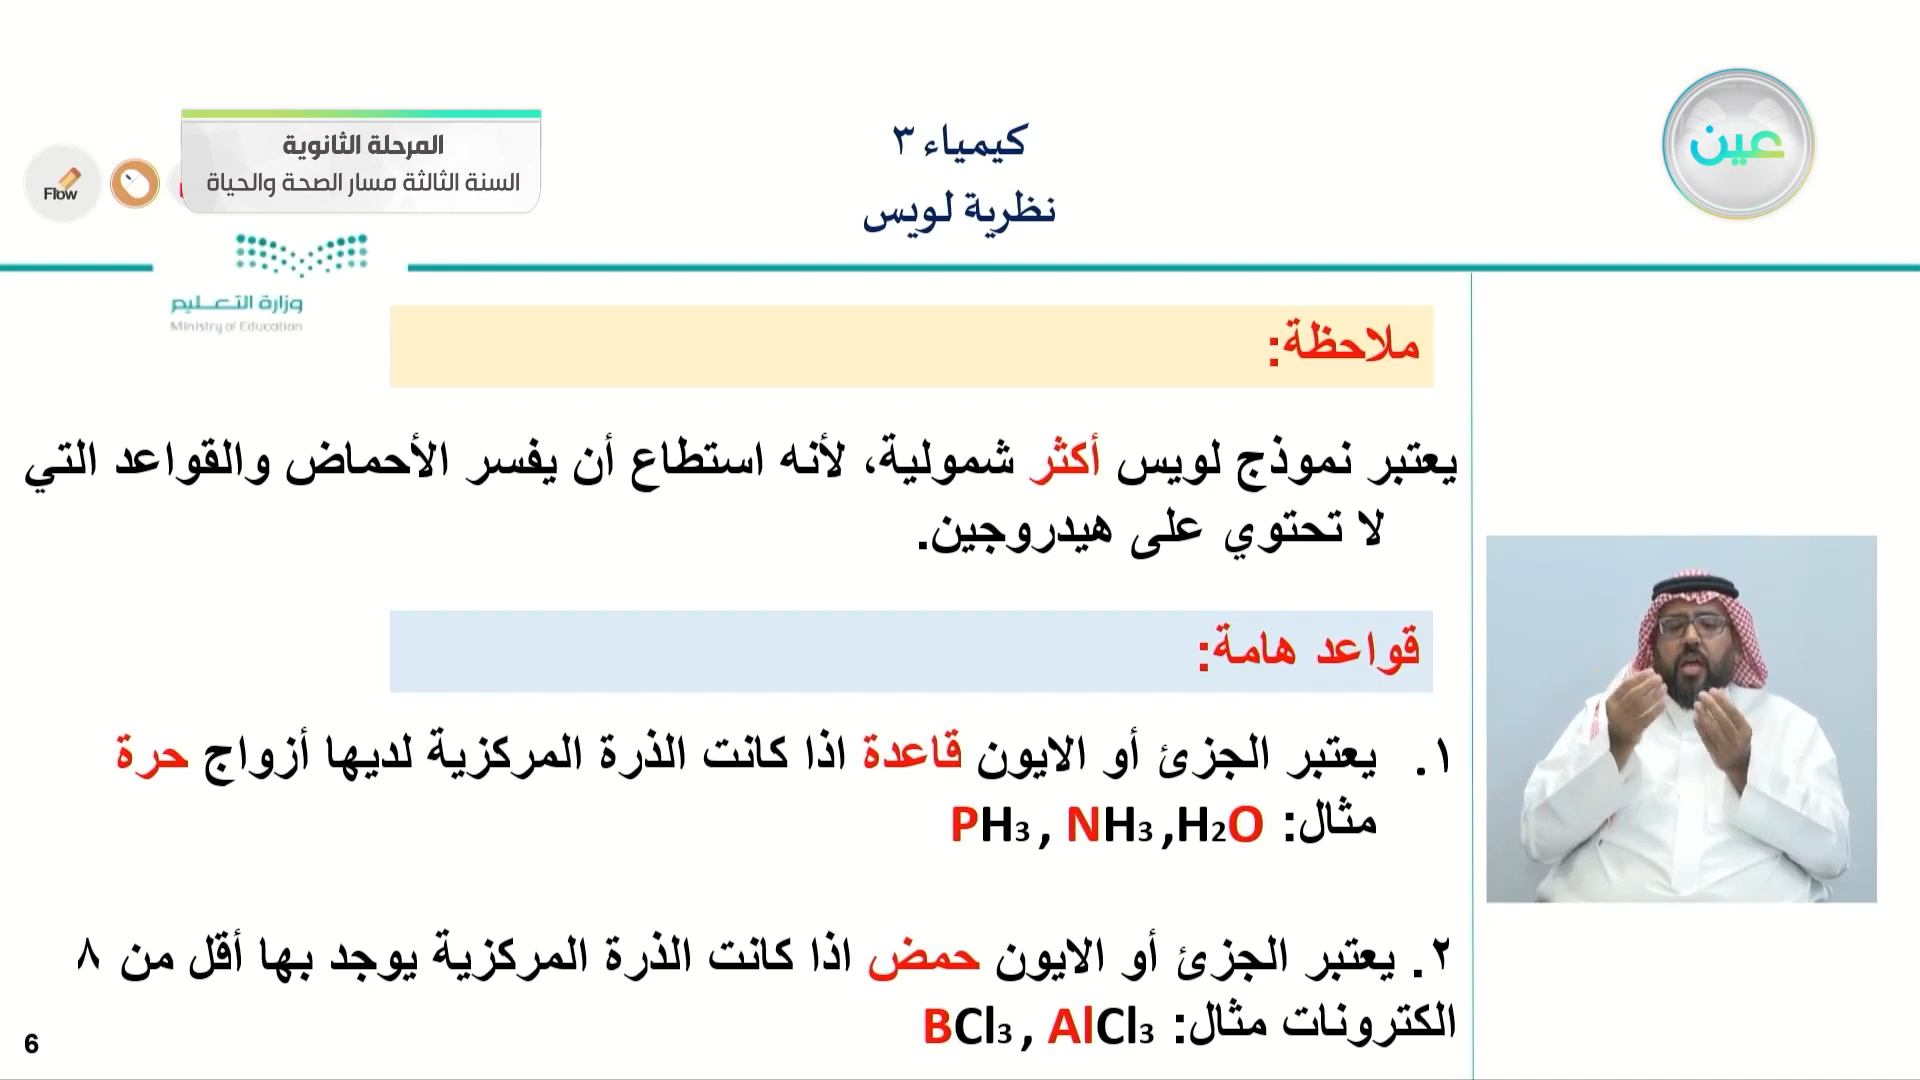 كيمياء ٣
نظرية لويس
عين
المرحلة الثانوية
السنة الثالثة مسار الصحة والحياة
Flow
وزارة التعليم
Ministry of Education
ملاحظة:
يعتبر نموذج لويس أكثر شمولية، لأنه استطاع أن يفسر الأحماض والقواعد التي
لا تحتوي على هيدروجين.
قواعد هامة:
١. يعتبر الجزئ أو الايون قاعدة اذا كانت الذرة المركزية لديها أزواج حرة
مثال: PH₃ , NH₃ ,H₂O
٢. يعتبر الجزئ أو الايون حمض اذا كانت الذرة المركزية يوجد بها أقل من ٨
الكترونات مثال: BCl₃ , AlCl₃
6